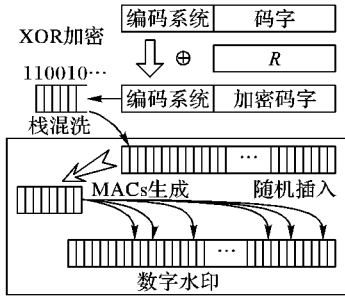 编码系统 码字
XOR加密
⊕ R
110010…
编码系统 加密码字
栈混洗
…
MACs生成 随机插入
…
数字水印